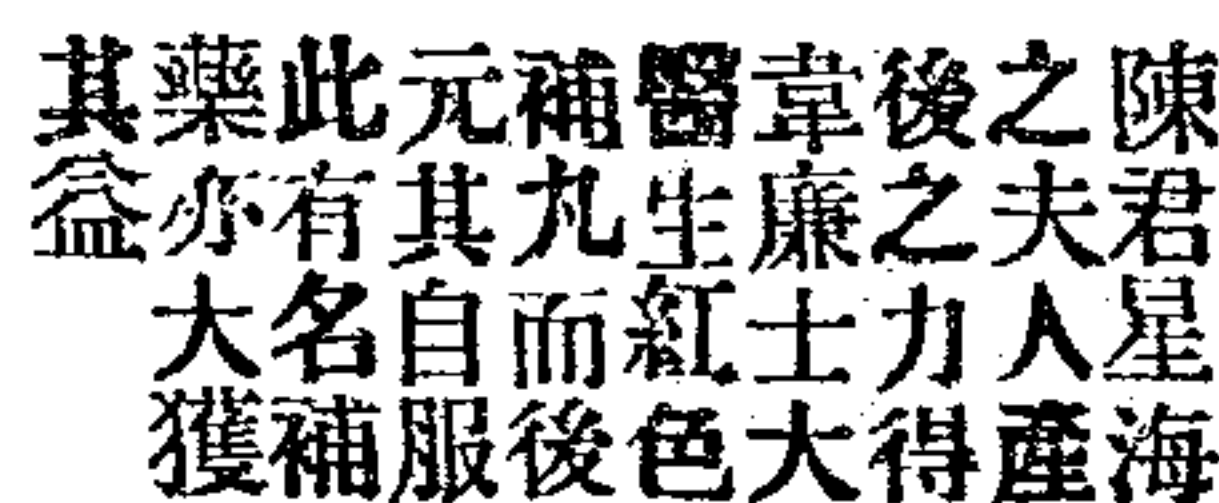 陳君星海
之夫人產
後之力得
韋廉士大
醫生紅色
補丸而後
元其自服
此有名補
藥亦大獲
其益